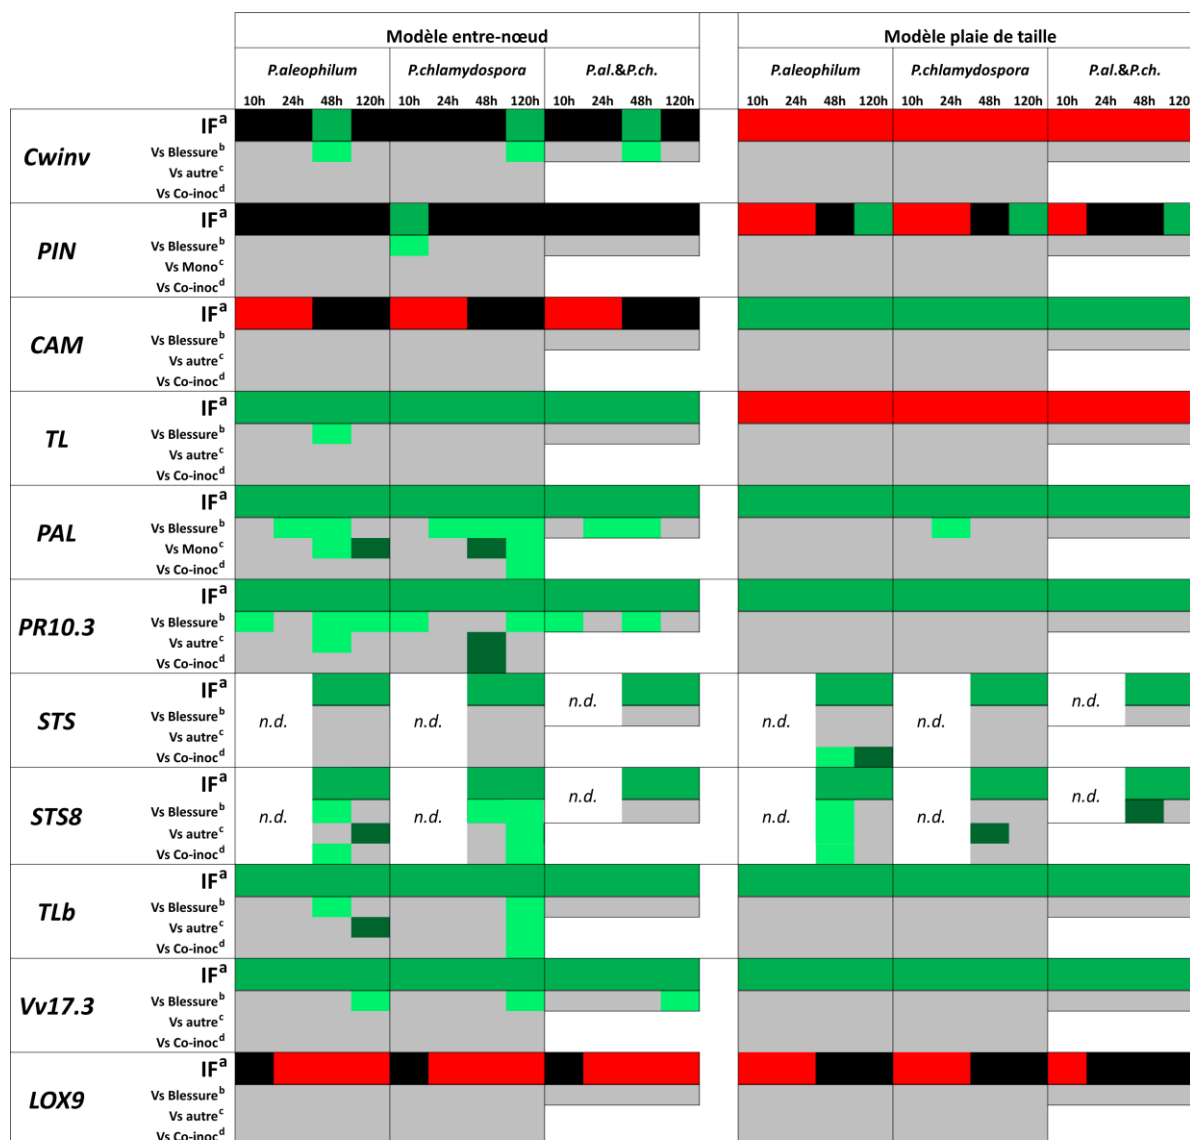 Modèle entre-nœud Modèle plaie de taille
P.aleophilum P.chlamydospora P.al.&P.ch. P.aleophilum P.chlamydospora P.al.&P.ch.
10h 24h 48h 120h 10h 24h 48h 120h 10h 24h 48h 120h 10h 24h 48h 120h 10h 24h 48h 120h 10h 24h 48h 120
Cwinv
IFa
Vs Blessureb
Vs autrec
Vs Co-inocd
PIN
IFa
Vs Blessureb
Vs Monoc
Vs Co-inocd
CAM
IFa
Vs Blessureb
Vs autrec
Vs Co-inocd
TL
IFa
Vs Blessureb
Vs autrec
Vs Co-inocd
PAL
IFa
Vs Blessureb
Vs Monoc
Vs Co-inocd
PR10.3
IFa
Vs Blessureb
Vs autrec
Vs Co-inocd
STS
IFa
Vs Blessureb
Vs autrec
Vs Co-inocd
n.d. n.d. n.d. n.d. n.d. n.d.
STS8
IFa
Vs Blessureb
Vs autrec
Vs Co-inocd
n.d. n.d. n.d. n.d. n.d. n.d.
TLb
IFa
Vs Blessureb
Vs autrec
Vs Co-inocd
Vv17.3
IFa
Vs Blessureb
Vs autrec
Vs Co-inocd
LOX9
IFa
Vs Blessureb
Vs autrec
Vs Co-inocd